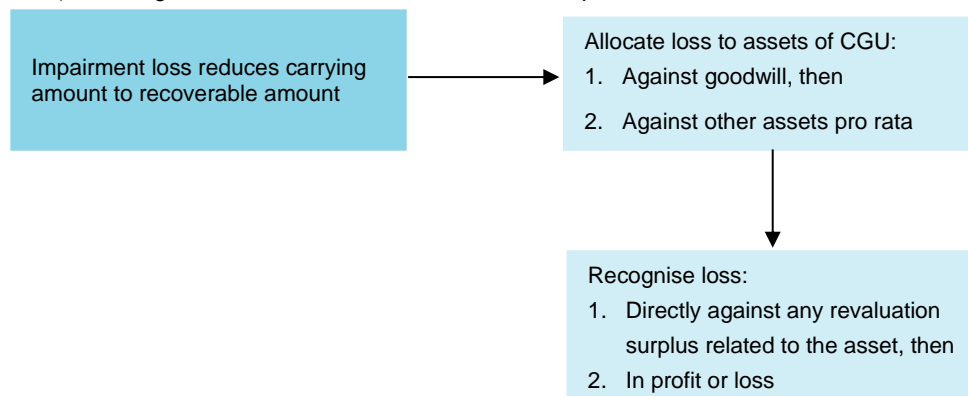 Impairment loss reduces carrying
amount to recoverable amount
Allocate loss to assets of CGU:
1. Against goodwill, then
2. Against other assets pro rata
Recognise loss:
1. Directly against any revaluation
surplus related to the asset, then
2. In profit or loss